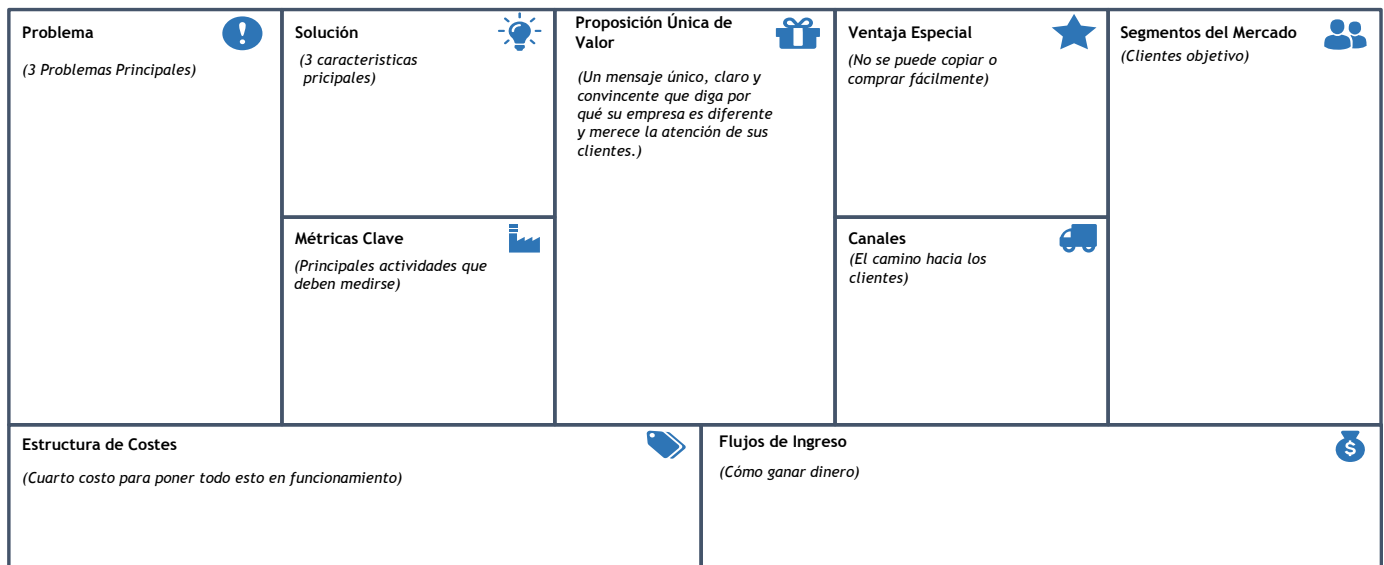 Problema
(3 Problemas Principales)
Solución
(3 caracteristicas
pricipales)
Métricas Clave
(Principales actividades que
deben medirse)
Proposición Única de
Valor
(Un mensaje único, claro y
convincente que diga por
qué su empresa es diferente
y merece la atención de sus
clientes.)
Ventaja Especial
(No se puede copiar o
comprar fácilmente)
Canales
(El camino hacia los
clientes)
Segmentos del Mercado
(Clientes objetivo)
Estructura de Costes
(Cuarto costo para poner todo esto en funcionamiento)
Flujos de Ingreso
(Cómo ganar dinero)
$